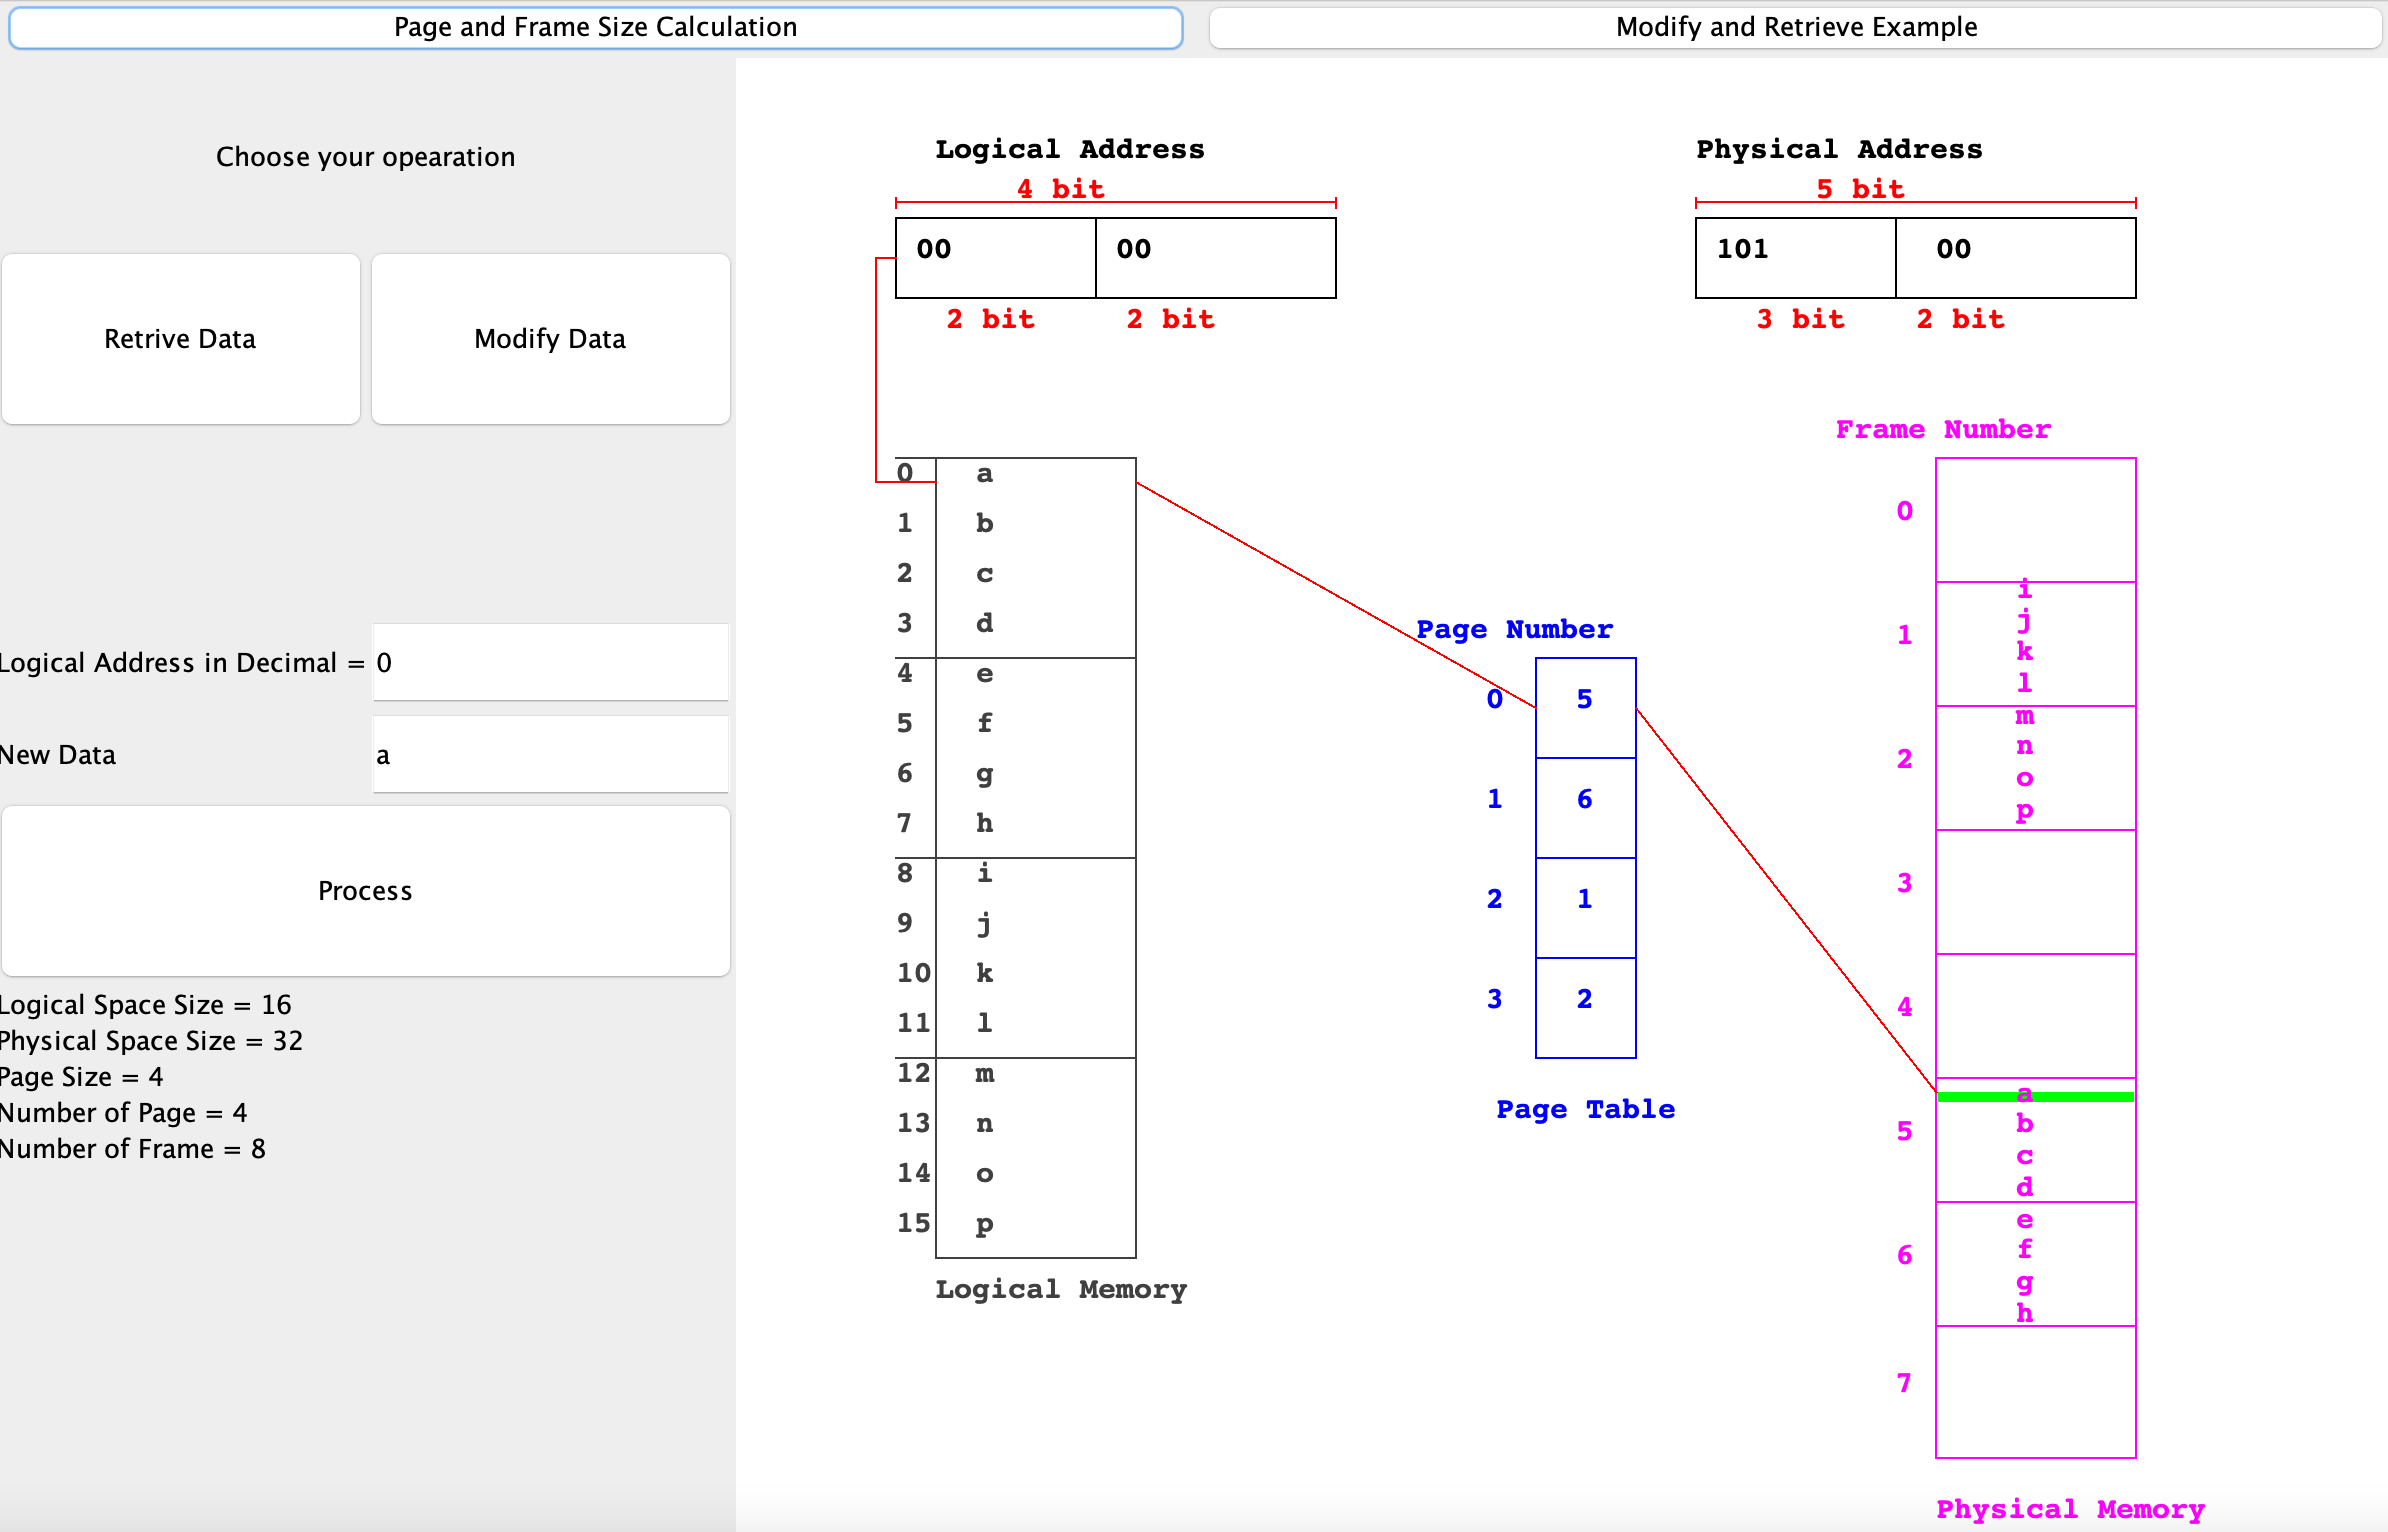 Page and Frame Size Calculation
Modify and Retrieve Example
Choose your opearation
Retrive Data
Modify Data
Logical Address in Decimal = 0
New Data a
Process
Logical Space Size = 16
Physical Space Size = 32
Page Size = 4
Number of Page = 4
Number of Frame = 8
Logical Address
4 bit
00 00
2 bit 2 bit
0 a
1 b
2 c
3 d
4 e
5 f
6 g
7 h
8 i
9 j
10 k
11 l
12 m
13 n
14 o
15 p
Logical Memory
Page Number
0 5
1 6
2 1
3 2
Page Table
Physical Address
5 bit
101 00
3 bit 2 bit
Frame Number
0
1
i
j
k
l
2
m
n
o
p
3
4
5
a
b
c
d
6
e
f
g
h
7
Physical Memory